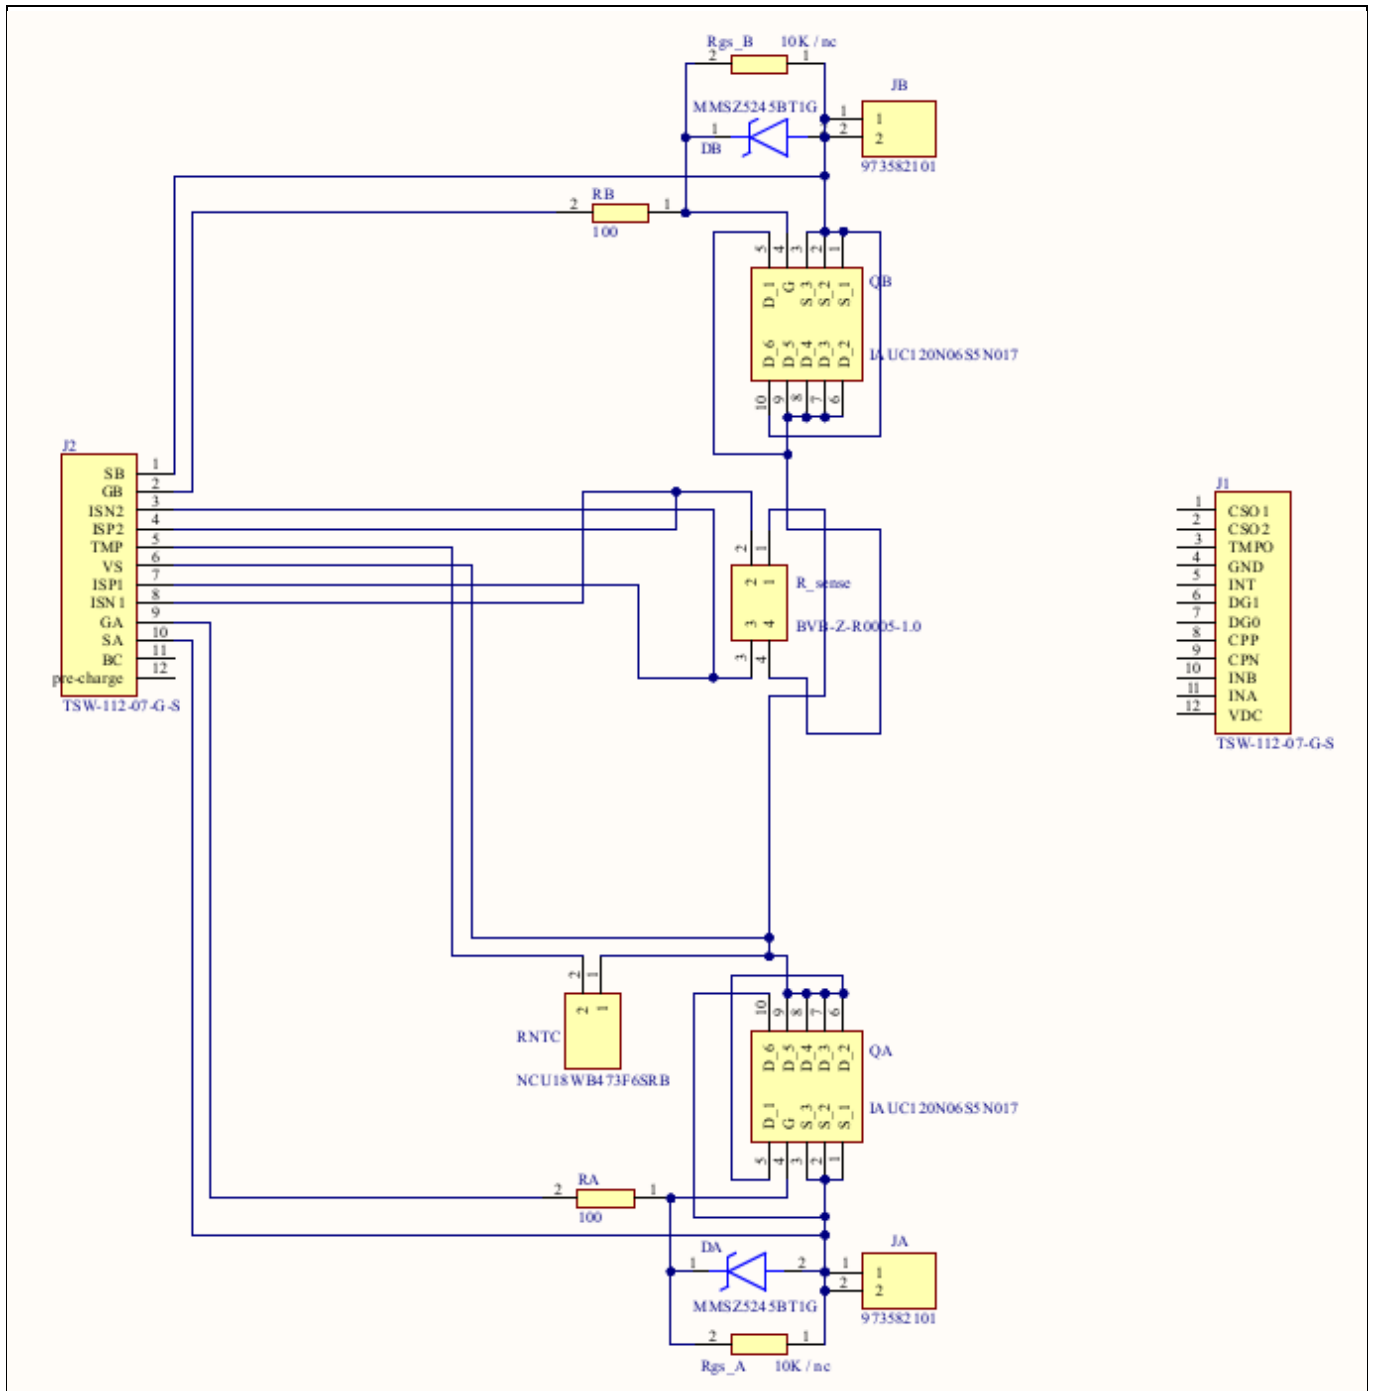 Rgs_B 10K / nc
2 1
JB
MMSZ5245BT1G
1 1
1 2 2
DB
973582101
RB
2 1
100
5 4 3 2 1
QB
D_1 G S_3 S_2 S_1
D_6 D_5 D_4 D_3 D_2
IAUC120N06S5N017
10 9 8 7 6
J2
SB 1
GB 2
ISN2 3
ISP2 4
TMP 5
VS 6
ISP1 7
ISN1 8
GA 9
SA 10
BC 11
pre-charge 12
TSW-112-07-G-S
2 1
2 1
R_sense
3 4
BVB-Z-R0005-1.0
3 4
J1
1 CSO1
2 CSO2
3 TMPO
4 GND
5 INT
6 DG1
7 DG0
8 CPP
9 CPN
10 INB
11 INA
12 VDC
TSW-112-07-G-S
2 1
2 1
RNTC
NCU18WB473F6SRB
10 9 8 7 6
D_6 D_5 D_4 D_3 D_2
QA
D_1 G S_3 S_2 S_1
IAUC120N06S5N017
5 4 3 2 1
RA
2 1
100
DA
JA
1 2 1 1
2 2
MMSZ5245BT1G
973582101
2 1
Rgs_A 10K / nc